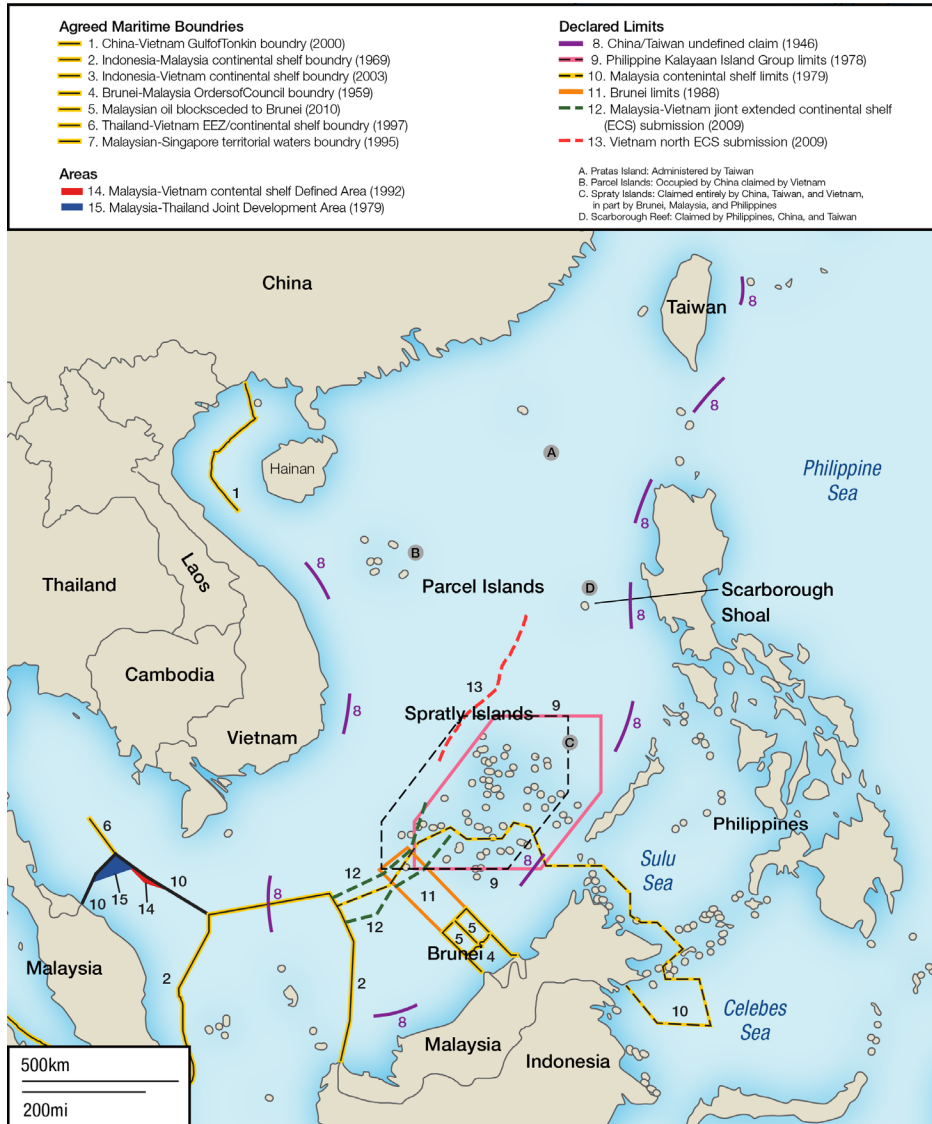 Agreed Maritime Boundries
1. China-Vietnam GulfofTonkin boundry (2000)
2. Indonesia-Malaysia continental shelf boundry (1969)
3. Indonesia-Vietnam continental shelf boundry (2003)
4. Brunei-Malaysia OrdersofCouncil boundry (1959)
5. Malaysian oil blocksceded to Brunei (2010)
6. Thailand-Vietnam EEZ/continental shelf boundry (1997)
7. Malaysian-Singapore territorial waters boundry (1995)
Areas
14. Malaysia-Vietnam contental shelf Defined Area (1992)
15. Malaysia-Thailand Joint Development Area (1979)
Declared Limits
8. China/Taiwan undefined claim (1946)
9. Philippine Kalayaan Island Group limits (1978)
10. Malaysia contenintal shelf limits (1979)
11. Brunei limits (1988)
12. Malaysia-Vietnam jiont extended continental shelf
(ECS) submission (2009)
13. Vietnam north ECS submission (2009)
A. Pratas Island: Administered by Taiwan
B. Parcel Islands: Occupied by China claimed by Vietnam
C. Spraty Islands: Claimed entirely by China, Taiwan, and Vietnam,
in part by Brunei, Malaysia, and Philippines
D. Scarborough Reef: Claimed by Philippines, China, and Taiwan
China
Taiwan
8
8
A
Hainan
Philippine
Sea
1
8
8
B
Laos
Thailand
Parcel Islands
D
Scarborough
Shoal
8
Cambodia
13
Spratly Islands
9
8
8
Vietnam
C
6
Philippines
12
8
Sulu
Sea
10
15
14
10
8
11
9
12
5
5
4
Brunei
Malaysia
2
2
8
10
Celebes
Sea
Malaysia
Indonesia
500km
200mi